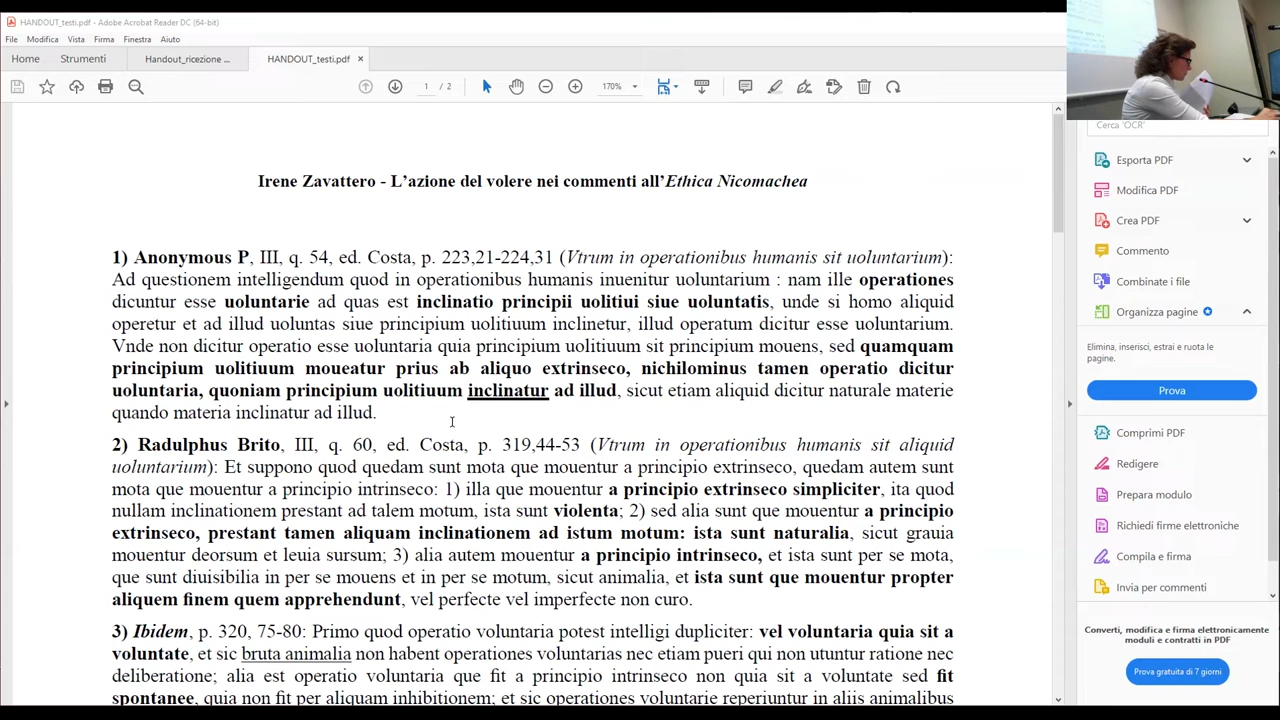 HANDOUT_testi.pdf - Adobe Acrobat Reader DC (64-bit)
File Modifica Vista Firma Finestra Aiuto
Home Strumenti Handout_ricezione ... HANDOUT_testi.pdf ×
1 / 2 170%
Cerca 'OCR'
Irene Zavattero - L'azione del volere nei commenti all'Ethica Nicomachea
1) Anonymous P, III, q. 54, ed. Costa, p. 223,21-224,31 (Vtrum in operationibus humanis sit uoluntarium):
Ad questionem intelligendum quod in operationibus humanis inuenitur uoluntarium : nam ille operationes
dicuntur esse uoluntarie ad quas est inclinatio principii uolitiui siue uoluntatis, unde si homo aliquid
operetur et ad illud uoluntas siue principium uolitiuum inclinetur, illud operatum dicitur esse uoluntarium.
Vnde non dicitur operatio esse uoluntaria quia principium uolitiuum sit principium mouens, sed quamquam
principium uolitiuum moueatur prius ab aliquo extrinseco, nichilominus tamen operatio dicitur
uoluntaria, quoniam principium uolitiuum inclinatur ad illud, sicut etiam aliquid dicitur naturale materie
quando materia inclinatur ad illud.
2) Radulphus Brito, III, q. 60, ed. Costa, p. 319,44-53 (Vtrum in operationibus humanis sit aliquid
uoluntarium): Et suppono quod quedam sunt mota que mouentur a principio extrinseco, quedam autem sunt
mota que mouentur a principio intrinseco: 1) illa que mouentur a principio extrinseco simpliciter, ita quod
nullam inclinationem prestant ad talem motum, ista sunt violenta; 2) sed alia sunt que mouentur a principio
extrinseco, prestant tamen aliquam inclinationem ad istum motum: ista sunt naturalia, sicut grauia
mouentur deorsum et leuia sursum; 3) alia autem mouentur a principio intrinseco, et ista sunt per se mota,
que sunt diuisibilia in per se mouens et in per se motum, sicut animalia, et ista sunt que mouentur propter
aliquem finem quem apprehendunt, vel perfecte vel imperfecte non curo.
3) Ibidem, p. 320, 75-80: Primo quod operatio voluntaria potest intelligi dupliciter: vel voluntaria quia sit a
voluntate, et sic bruta animalia non habent operationes voluntarias nec etiam pueri qui non utuntur ratione nec
deliberatione; alia est operatio voluntaria que fit a principio intrinseco non quia sit a voluntate sed fit
spontanee, quia non fit per aliquam inhibitionem; et sic operationes voluntarie reperiuntur in aliis animalibus
Esporta PDF
Modifica PDF
Crea PDF
Commento
Combinate i file
Organizza pagine
Elimina, inserisci, estrai e ruota le
pagine.
Prova
Comprimi PDF
Redigere
Prepara modulo
Richiedi firme elettroniche
Compila e firma
Invia per commenti
Converti, modifica e firma elettronicamente
moduli e contratti in PDF
Prova gratuita di 7 giorni